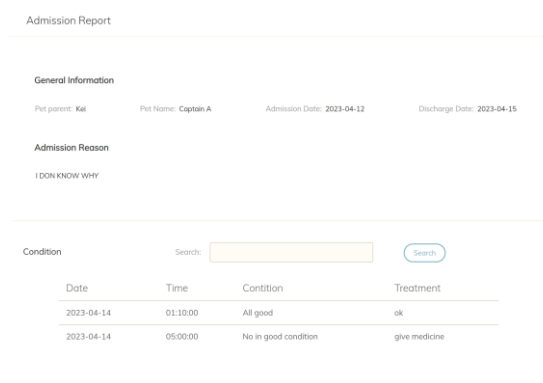 Admission Report
General Information
Pet parent: Kei Pet Name: Captain A Admission Date: 2023-04-12 Discharge Date: 2023-04-15
Admission Reason
I DON KNOW WHY
Condition Search: Search
Date Time Contition Treatment
2023-04-14 01:10:00 All good ok
2023-04-14 05:00:00 No in good condition give medicine